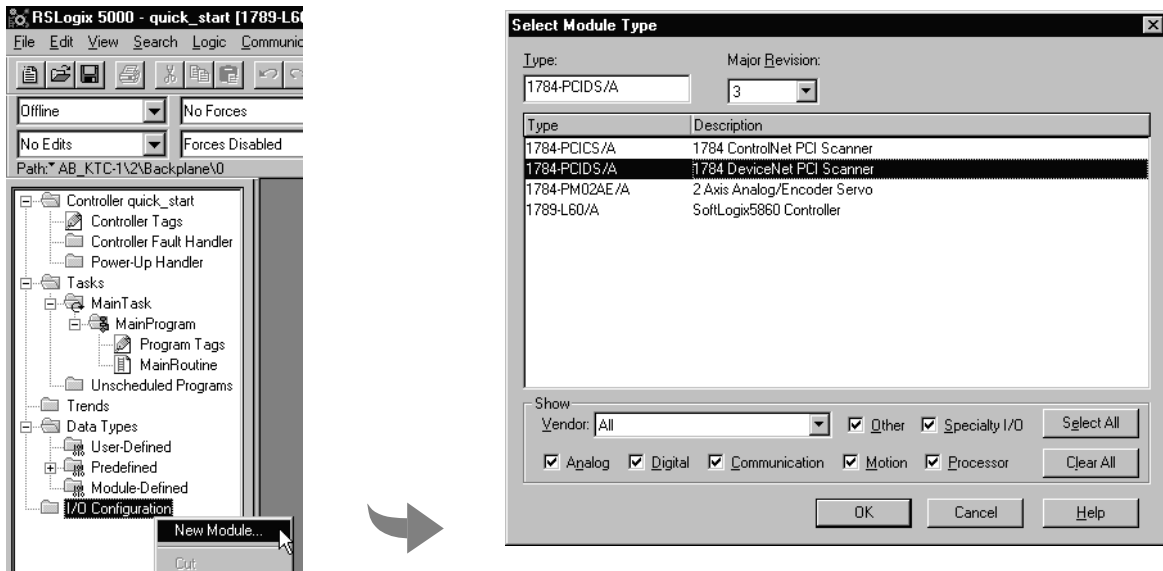 RSLogix 5000 - quick_start [1789-L6
File Edit View Search Logic Communic
Offline
No Forces
No Edits
Forces Disabled
Path: AB_KTC-1\2\Backplane\0
Controller quick_start
Controller Tags
Controller Fault Handler
Power-Up Handler
Tasks
MainTask
MainProgram
Program Tags
MainRoutine
Unscheduled Programs
Trends
Data Types
User-Defined
Predefined
Module-Defined
I/O Configuration
New Module...
Cut
Select Module Type
Type:
Major Revision:
1784-PCIDS/A
3
Type Description
1784-PCICS/A 1784 ControlNet PCI Scanner
1784-PCIDS/A 1784 DeviceNet PCI Scanner
1784-PM02AE/A 2 Axis Analog/Encoder Servo
1789-L60/A SoftLogix5860 Controller
Show
Vendor: All
Other Specialty I/O Select All
Analog Digital Communication Motion Processor Clear All
OK Cancel Help